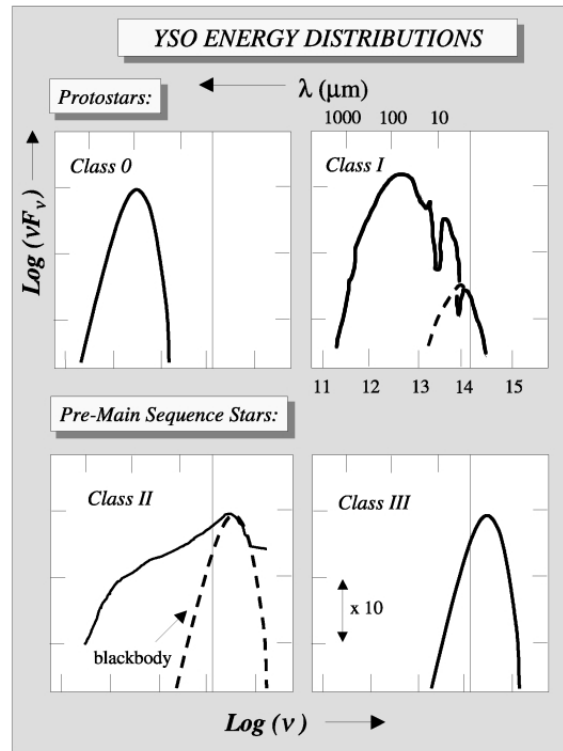 YSO ENERGY DISTRIBUTIONS
Protostars:
λ (μm)
1000 100 10
Log (νFν)
Class 0
Class I
11 12 13 14 15
Pre-Main Sequence Stars:
Class II
Class III
x 10
blackbody
Log (ν)